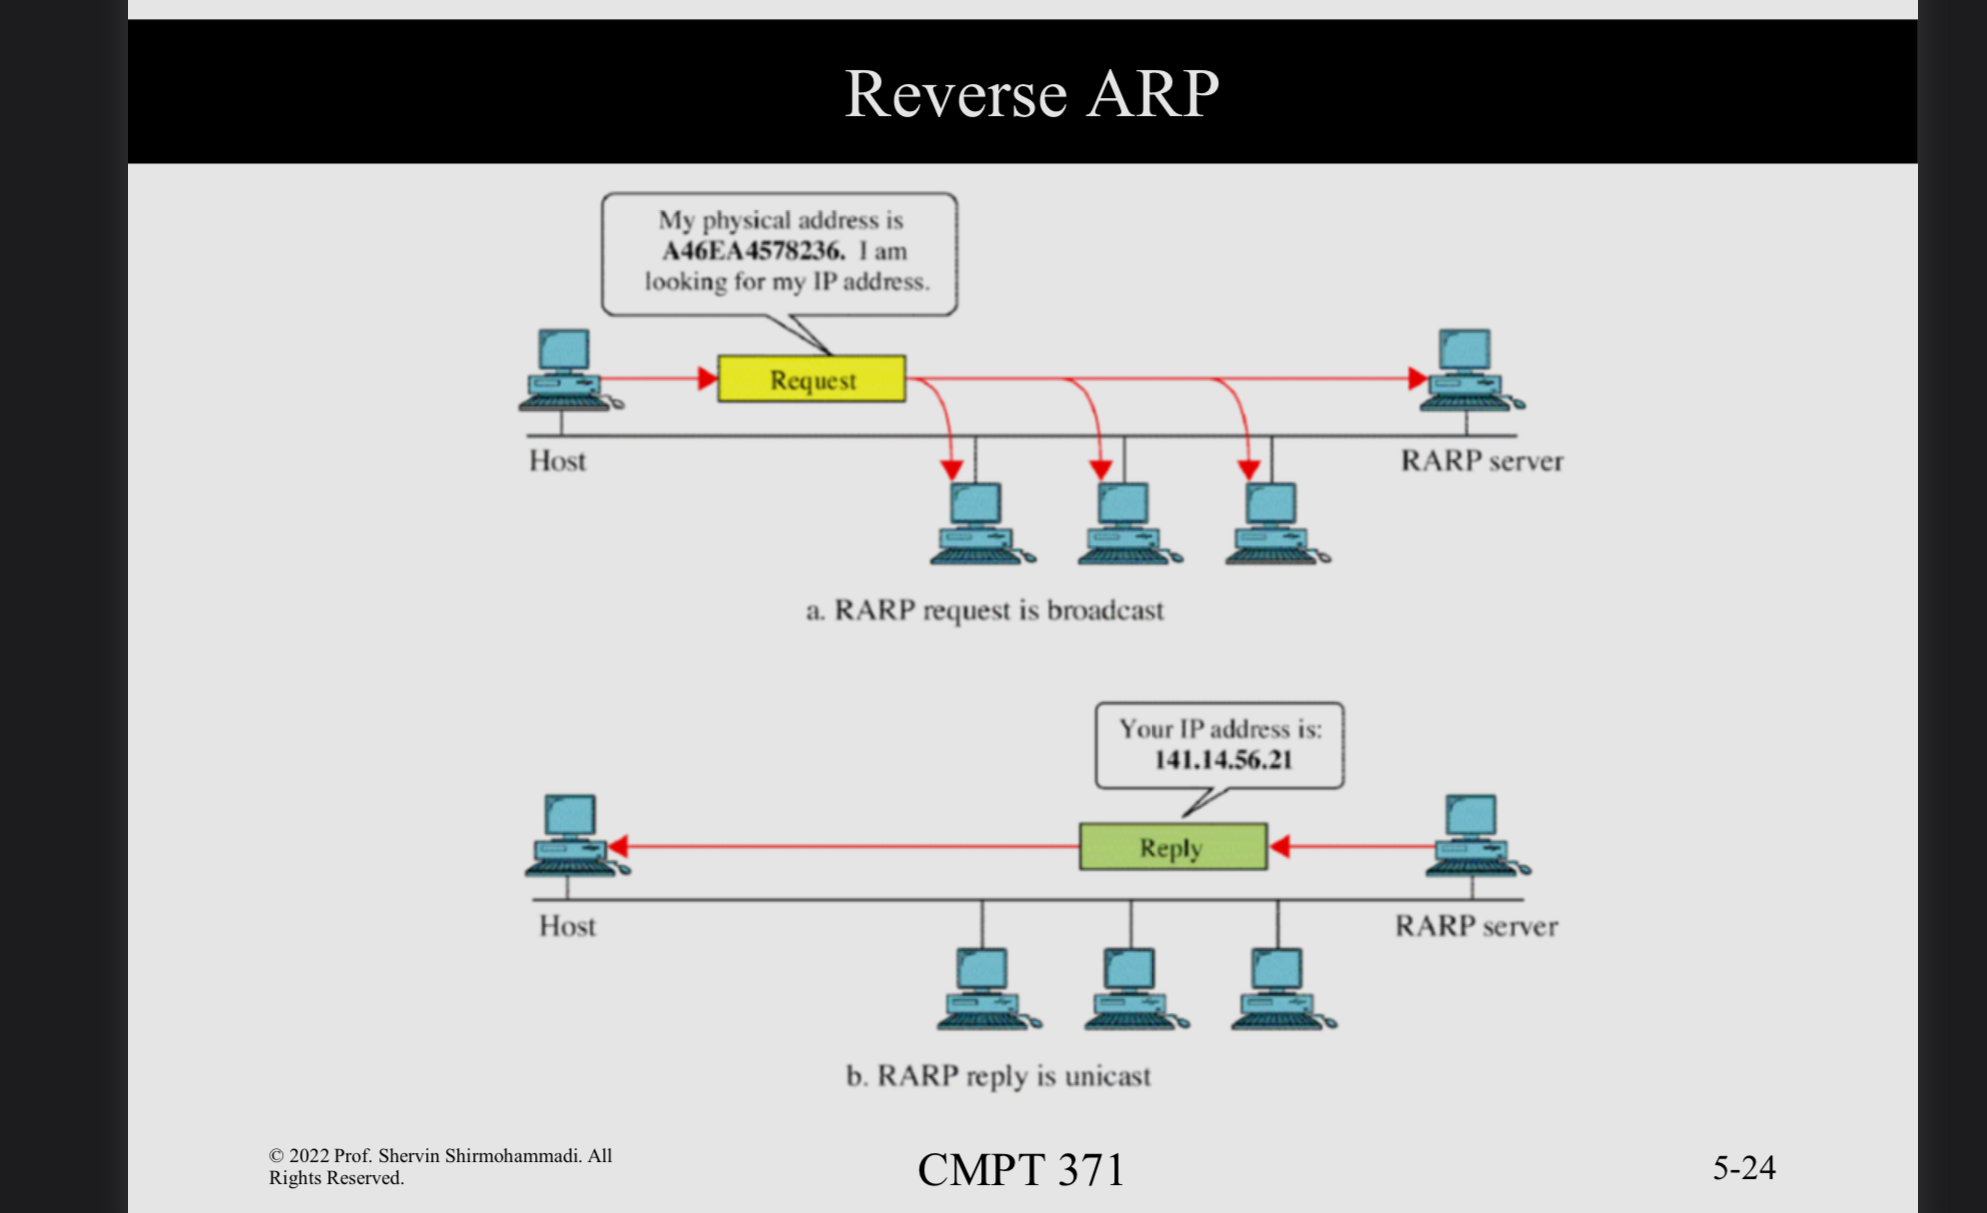 Reverse ARP
My physical address is
A46EA4578236. I am
looking for my IP address.
Request
Host
RARP server
a. RARP request is broadcast
Your IP address is:
141.14.56.21
Reply
Host
RARP server
b. RARP reply is unicast
© 2022 Prof. Shervin Shirmohammadi. All
Rights Reserved.
CMPT 371
5-24